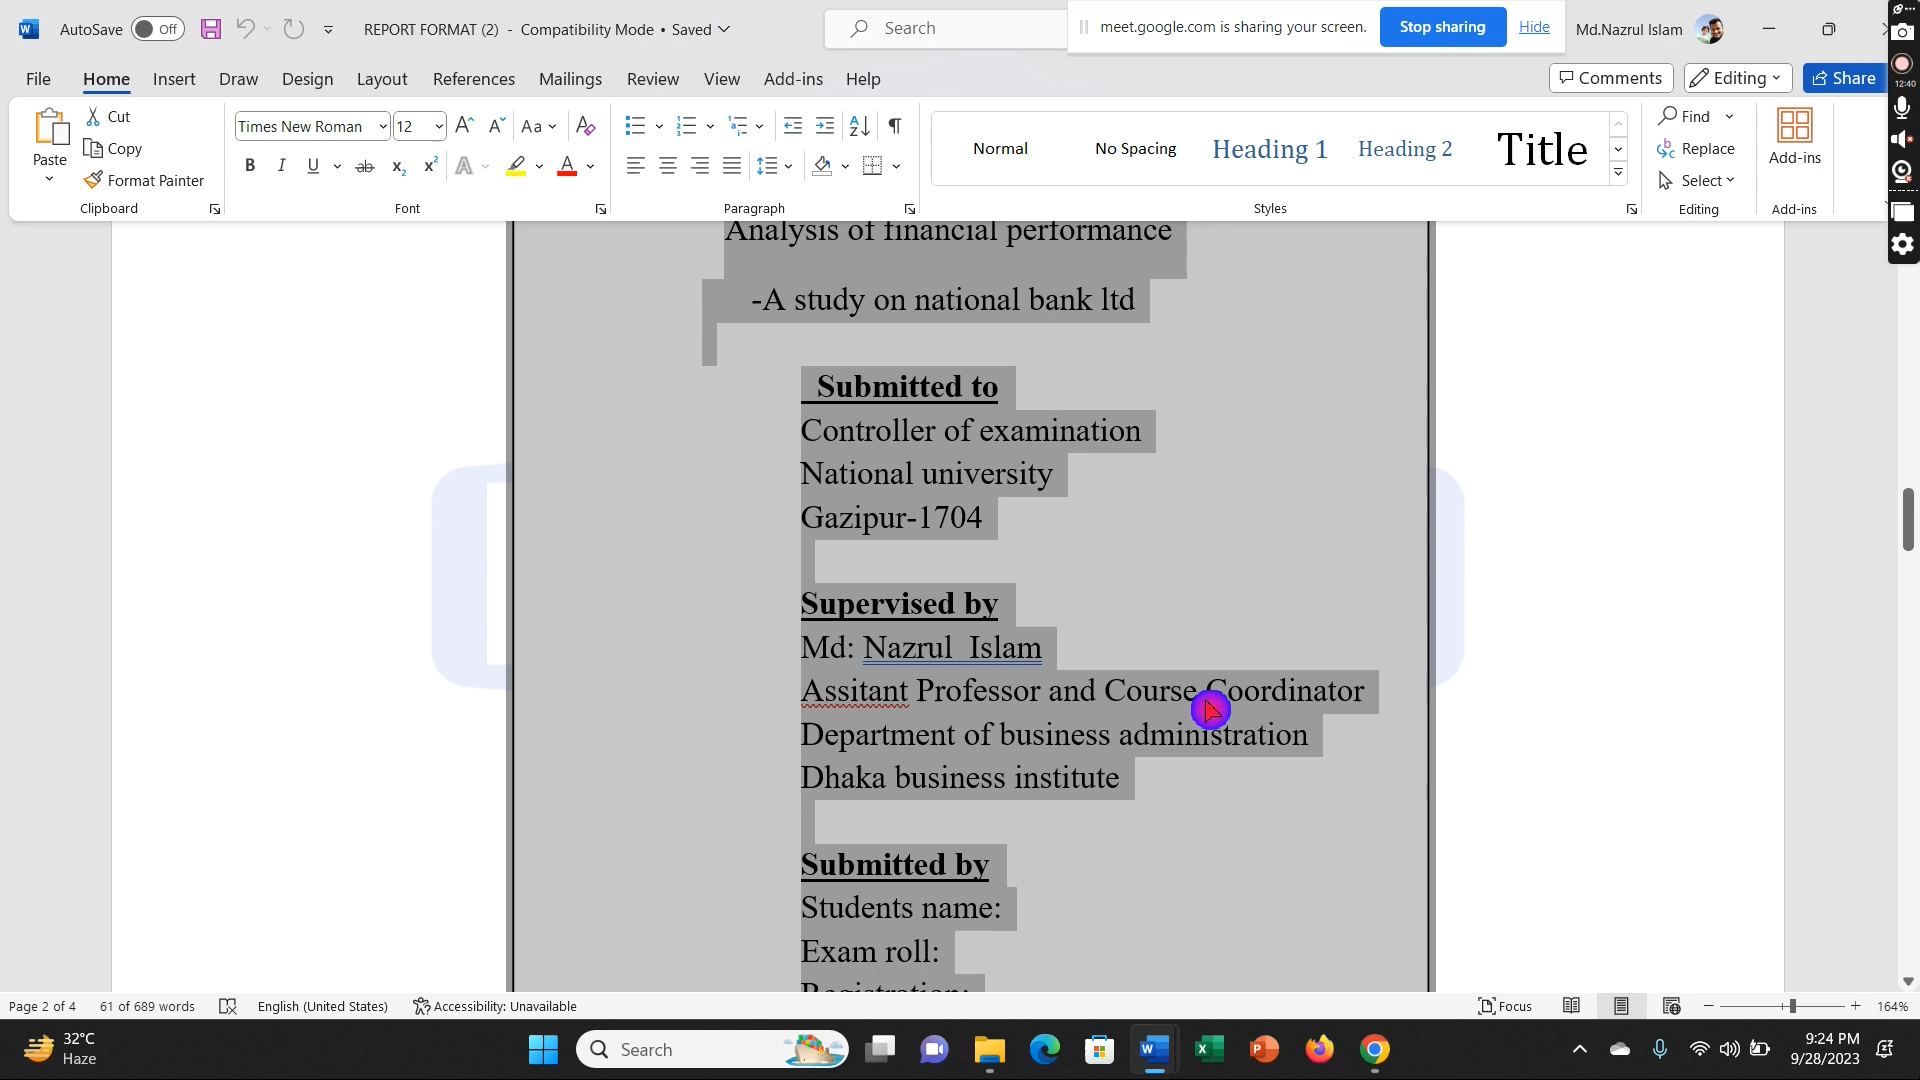 AutoSave Off REPORT FORMAT (2) - Compatibility Mode • Saved Search meet.google.com is sharing your screen. Stop sharing Hide Md.Nazrul Islam
File Home Insert Draw Design Layout References Mailings Review View Add-ins Help Comments Editing Share
12:40
Paste Cut
Copy
Format Painter
Clipboard
Times New Roman 12 Aa
Font
Paragraph
Normal No Spacing Heading 1 Heading 2 Title
Styles
Find
Replace
Select
Editing
Add-ins
Add-ins
Analysis of financial performance
-A study on national bank ltd
Submitted to
Controller of examination
National university
Gazipur-1704
Supervised by
Md: Nazrul Islam
Assitant Professor and Course Coordinator
Department of business administration
Dhaka business institute
Submitted by
Students name:
Exam roll:
Registration:
Page 2 of 4 61 of 689 words English (United States) Accessibility: Unavailable Focus 164%
32°C
Haze
Search
9:24 PM
9/28/2023